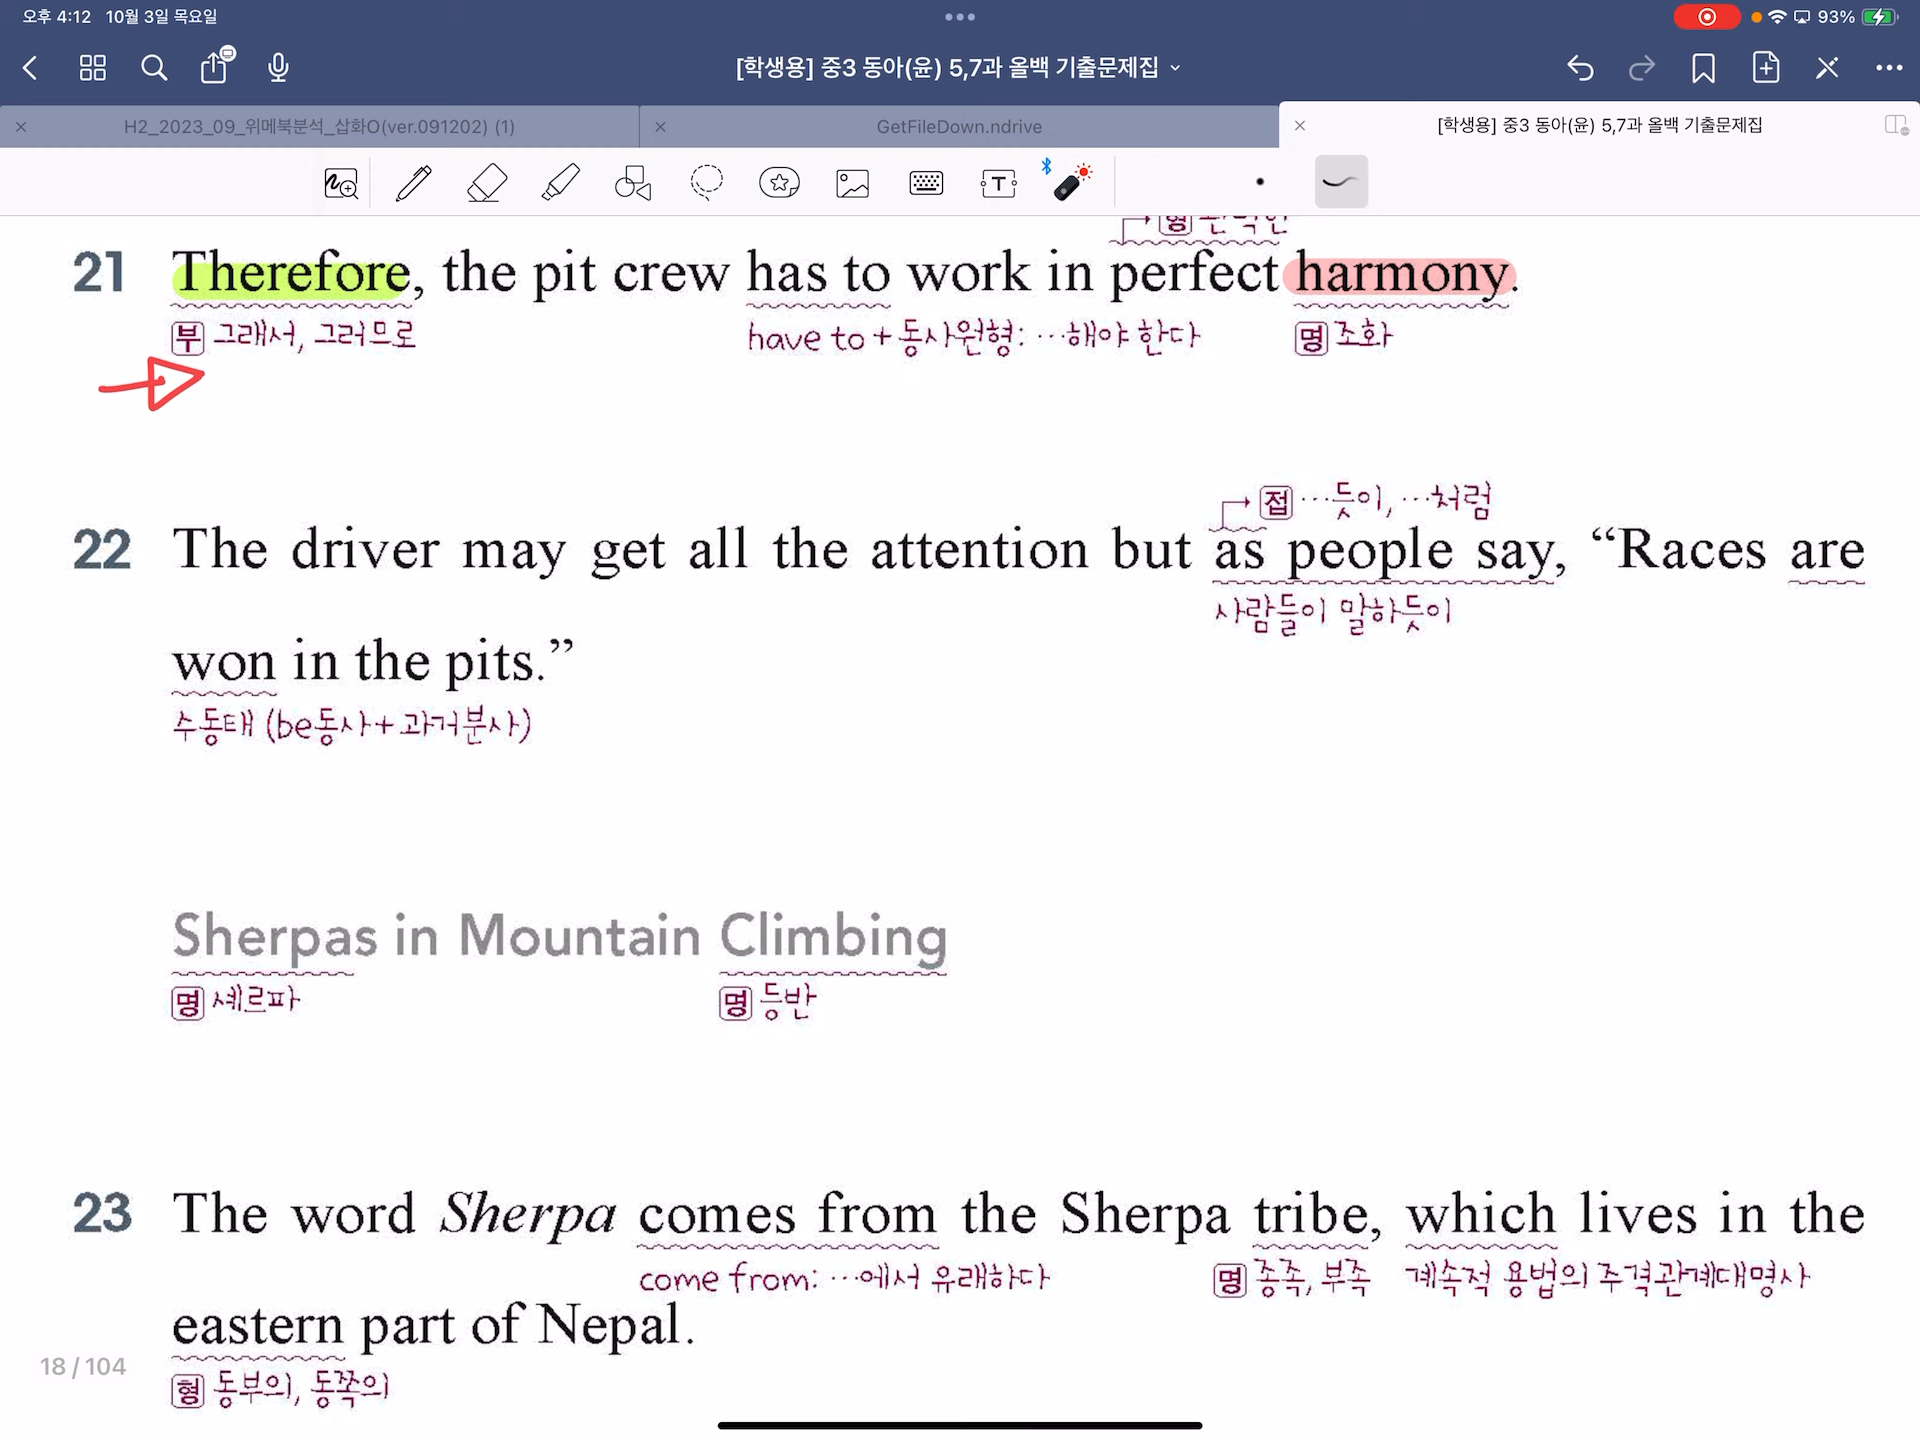 오후 4:12 10월 3일 목요일
93%
[학생용] 중3 동아(윤) 5,7과 올백 기출문제집
H2_2023_09_위메북분석_삽화O(ver.091202) (1)
GetFileDown.ndrive
[학생용] 중3 동아(윤) 5,7과 올백 기출문제집
21 Therefore, the pit crew has to work in perfect harmony.
부 그래서, 그러므로 have to + 동사원형: …해야 한다 명 조화
접 …듯이, …처럼
22 The driver may get all the attention but as people say, “Races are
사람들이 말하듯이
won in the pits.”
수동태 (be동사+과거분사)
Sherpas in Mountain Climbing
명 셰르파 명 등반
23 The word Sherpa comes from the Sherpa tribe, which lives in the
come from: …에서 유래하다 명 종족, 부족 계속적 용법의 주격관계대명사
eastern part of Nepal.
18 / 104
형 동부의, 동쪽의